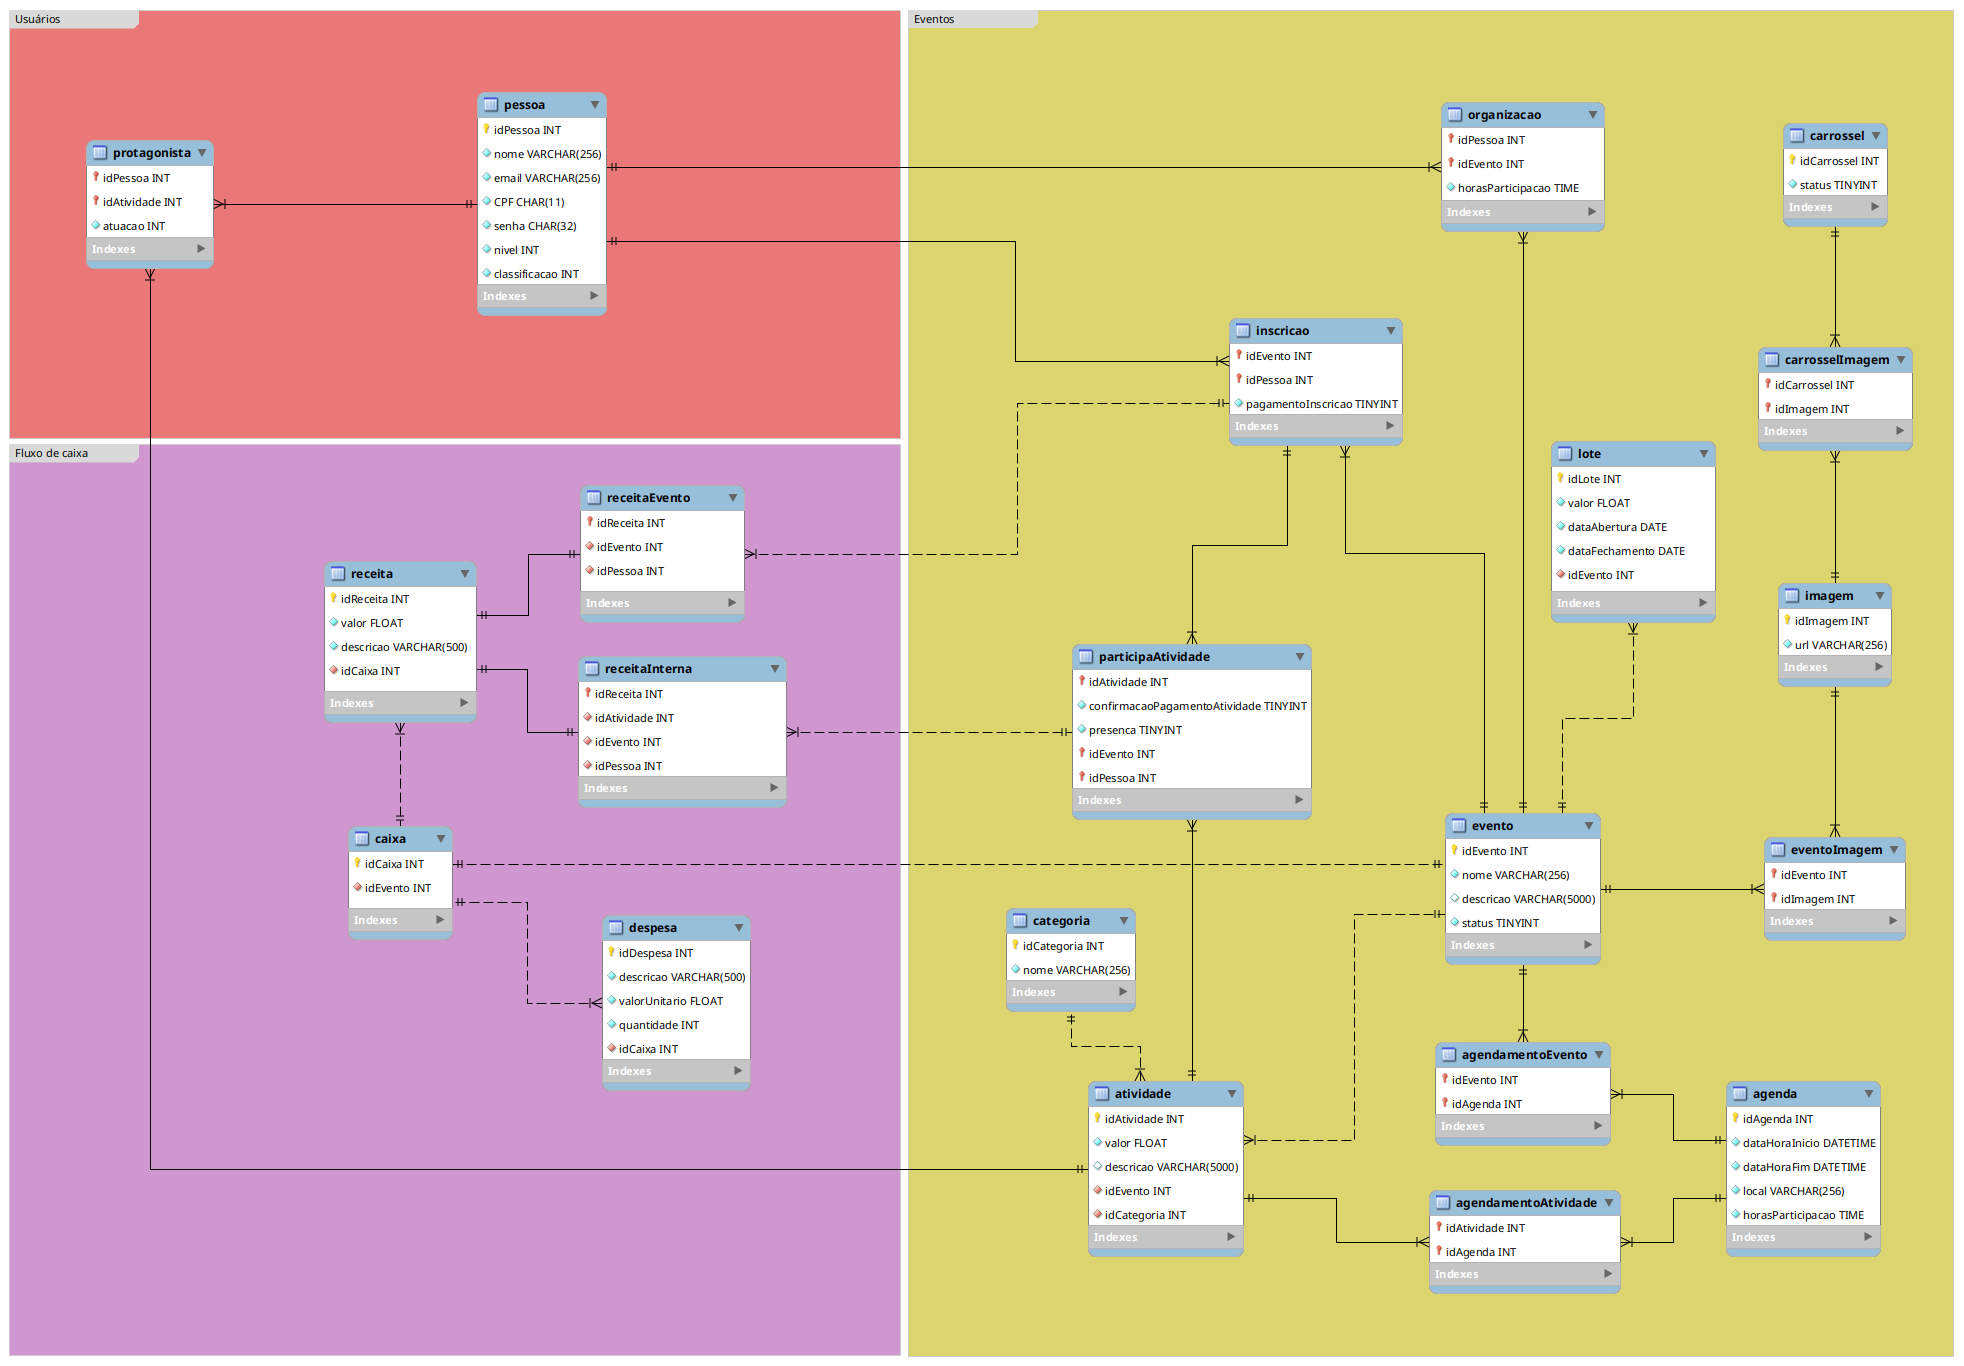 Usuários
protagonista
idPessoa INT
idAtividade INT
atuacao INT
Indexes
pessoa
idPessoa INT
nome VARCHAR(256)
email VARCHAR(256)
CPF CHAR(11)
senha CHAR(32)
nivel INT
classificacao INT
Indexes
Fluxo de caixa
receitaEvento
idReceita INT
idEvento INT
idPessoa INT
Indexes
receita
idReceita INT
valor FLOAT
descricao VARCHAR(500)
idCaixa INT
Indexes
receitaInterna
idReceita INT
idAtividade INT
idEvento INT
idPessoa INT
Indexes
caixa
idCaixa INT
idEvento INT
Indexes
despesa
idDespesa INT
descricao VARCHAR(500)
valorUnitario FLOAT
quantidade INT
idCaixa INT
Indexes
Eventos
organizacao
idPessoa INT
idEvento INT
horasParticipacao TIME
Indexes
carrossel
idCarrossel INT
status TINYINT
Indexes
inscricao
idEvento INT
idPessoa INT
pagamentoInscricao TINYINT
Indexes
carrosselImagem
idCarrossel INT
idImagem INT
Indexes
lote
idLote INT
valor FLOAT
dataAbertura DATE
dataFechamento DATE
idEvento INT
Indexes
imagem
idImagem INT
url VARCHAR(256)
Indexes
participaAtividade
idAtividade INT
confirmacaoPagamentoAtividade TINYINT
presenca TINYINT
idEvento INT
idPessoa INT
Indexes
evento
idEvento INT
nome VARCHAR(256)
descricao VARCHAR(5000)
status TINYINT
Indexes
eventoImagem
idEvento INT
idImagem INT
Indexes
categoria
idCategoria INT
nome VARCHAR(256)
Indexes
agendamentoEvento
idEvento INT
idAgenda INT
Indexes
atividade
idAtividade INT
valor FLOAT
descricao VARCHAR(5000)
idEvento INT
idCategoria INT
Indexes
agenda
idAgenda INT
dataHoraInicio DATETIME
dataHoraFim DATETIME
local VARCHAR(256)
horasParticipacao TIME
Indexes
agendamentoAtividade
idAtividade INT
idAgenda INT
Indexes